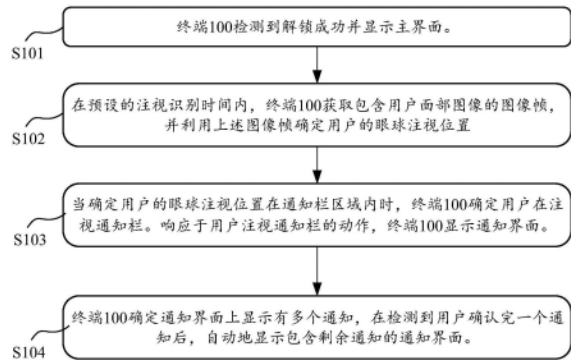 终端100检测到解锁成功并显示主界面。
S101
在预设的注视识别时间内，终端100获取包含用户面部图像的图像帧，
并利用上述图像帧确定用户的眼球注视位置
S102
当确定用户的眼球注视位置在通知栏区域内时，终端100确定用户在注
视通知栏。响应于用户注视通知栏的动作，终端100显示通知界面。
S103
终端100确定通知界面上显示有多个通知，在检测到用户确认完一个通
知后，自动地显示包含剩余通知的通知界面。
S104